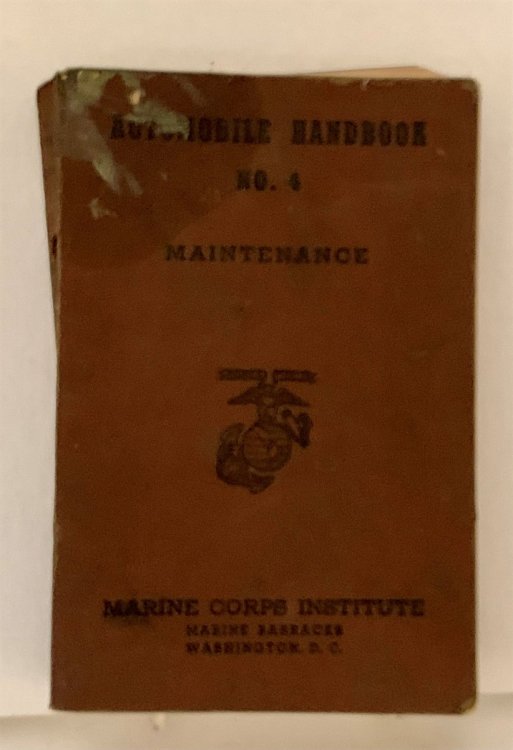 AUTOMOBILE HANDBOOK
NO. 4
MAINTENANCE
MARINE CORPS INSTITUTE
MARINE BARRACKS
WASHINGTON, D. C.